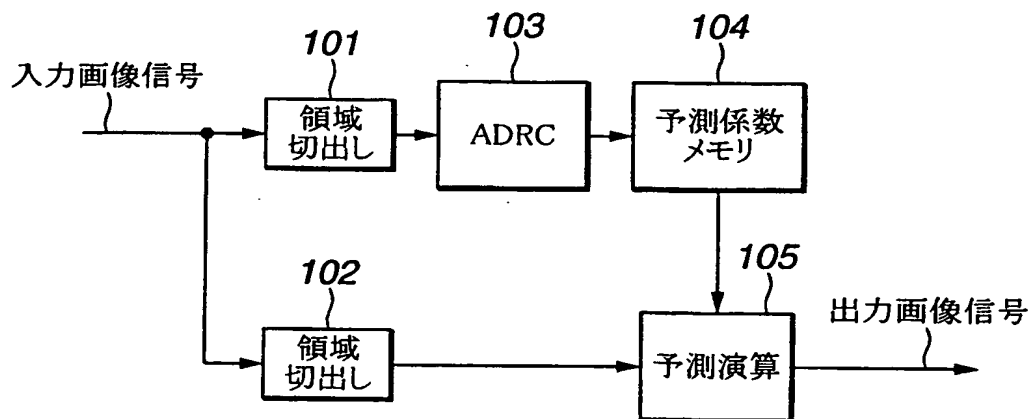 入力画像信号
101
領域
切出し
103
ADRC
104
予測係数
メモリ
102
領域
切出し
105
予測演算
出力画像信号